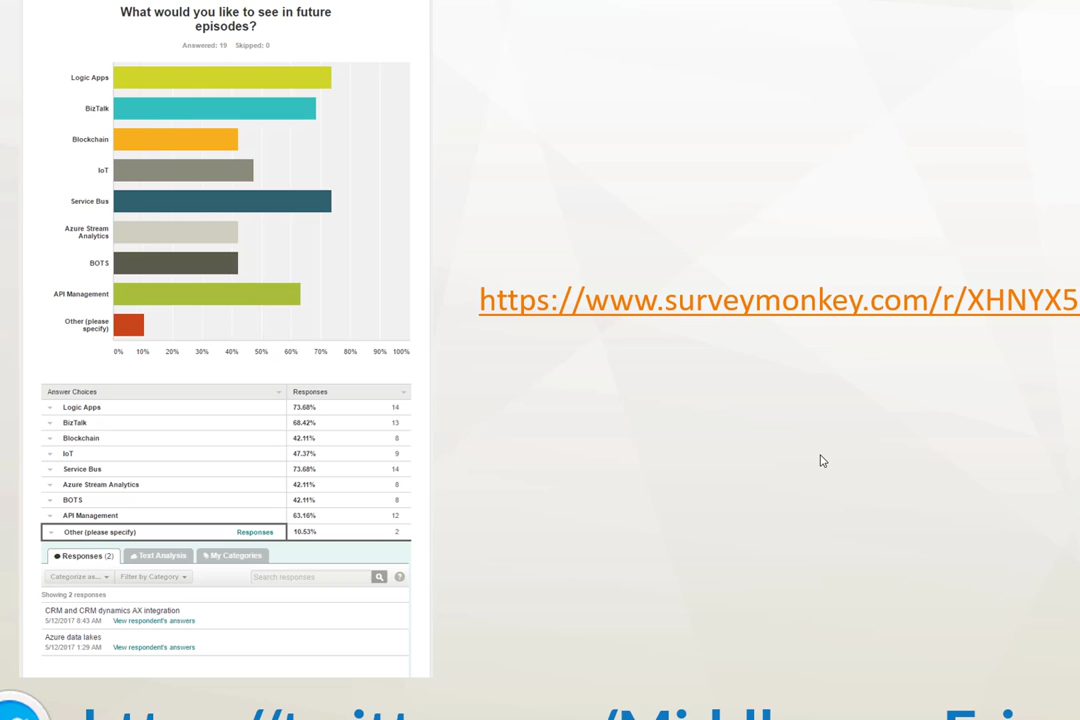 What would you like to see in future
episodes?
Answered: 19 Skipped: 0
Logic Apps
BizTalk
Blockchain
IoT
Service Bus
Azure Stream
Analytics
BOTS
API Management
Other (please
specify)
0% 10% 20% 30% 40% 50% 60% 70% 80% 90% 100%
https://www.surveymonkey.com/r/XHNYX5
Answer Choices Responses
Logic Apps 73.68% 14
BizTalk 68.42% 13
Blockchain 42.11% 8
IoT 47.37% 9
Service Bus 73.68% 14
Azure Stream Analytics 42.11% 8
BOTS 42.11% 8
API Management 63.16% 12
Other (please specify) Responses 10.53% 2
Responses (2) Text Analysis My Categories
Categorize as... Filter by Category Search responses ?
Showing 2 responses
CRM and CRM dynamics AX integration
5/12/2017 8:43 AM View respondent's answers
Azure data lakes
5/12/2017 1:29 AM View respondent's answers